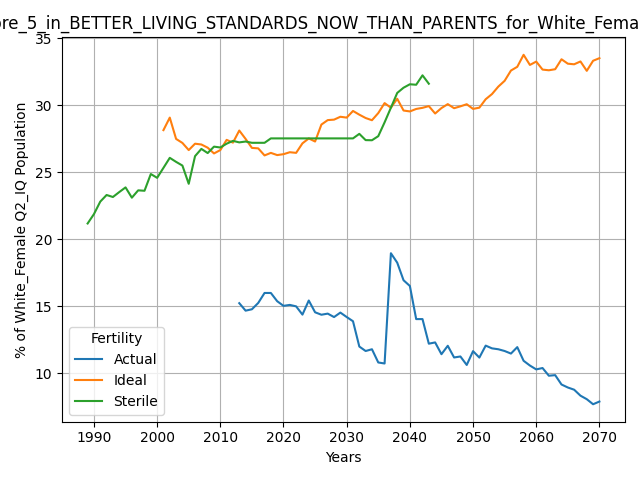 ore_5_in_BETTER_LIVING_STANDARDS_NOW_THAN_PARENTS_for_White_Fema
35
30
25
20
15
10
% of White_Female Q2_IQ Population
Fertility
Actual
Ideal
Sterile
1990 2000 2010 2020 2030 2040 2050 2060 2070
Years